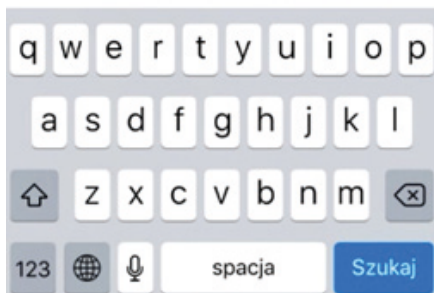 q w e r t y u i o p
a s d f g h j k l
z x c v b n m
123 spacja Szukaj